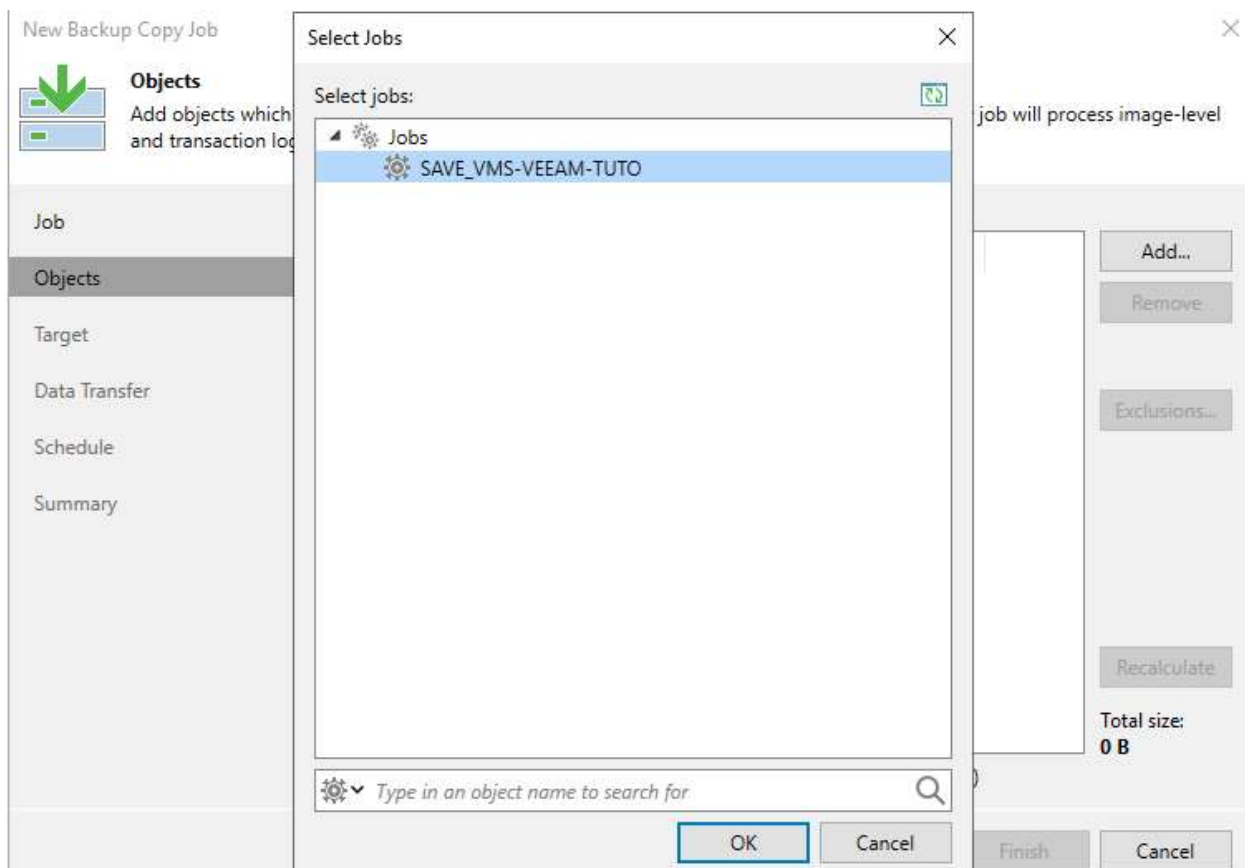 New Backup Copy Job
Select Jobs
Objects
Add objects which
job will process image-level
and transaction log
Select jobs:
Jobs
SAVE_VMS-VEEAM-TUTO
Job
Objects
Target
Data Transfer
Schedule
Summary
Add...
Remove
Exclusions...
Recalculate
Total size:
0 B
)
Type in an object name to search for
OK
Cancel
Finish
Cancel